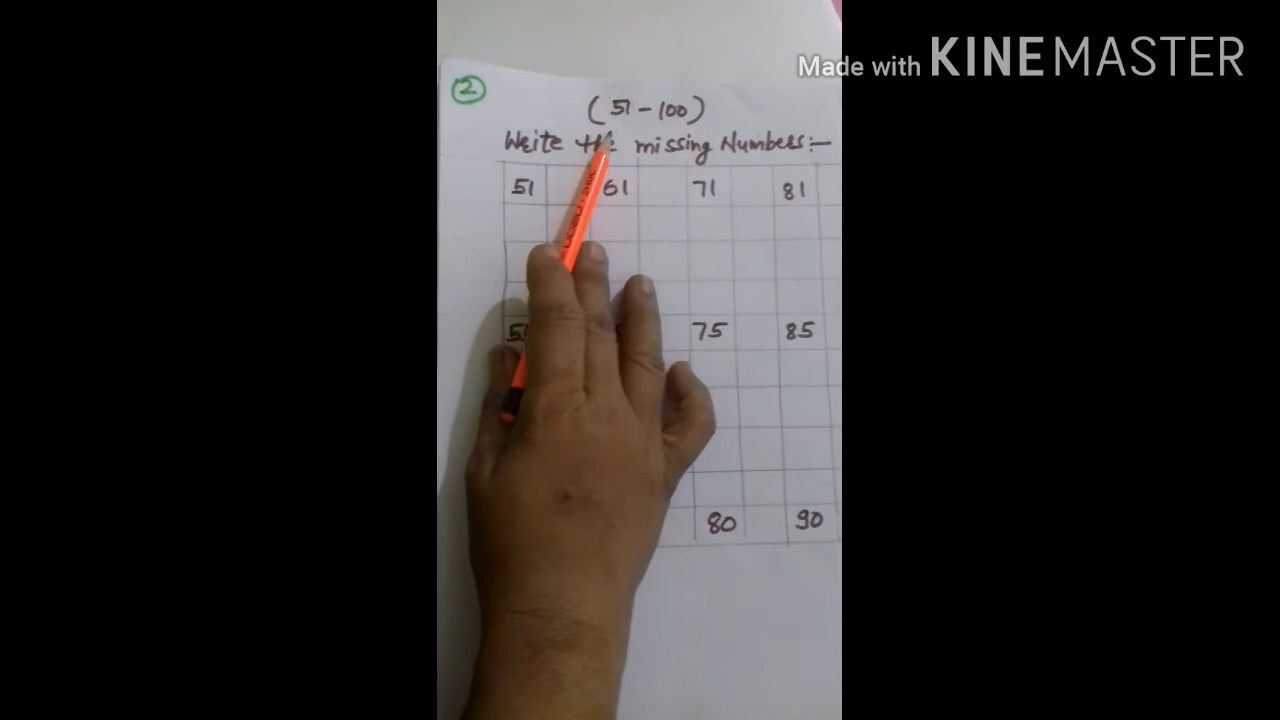 Made with KINEMASTER
2
(51-100)
Write the missing Numbers:-
51 61 71 81
75 85
80 90